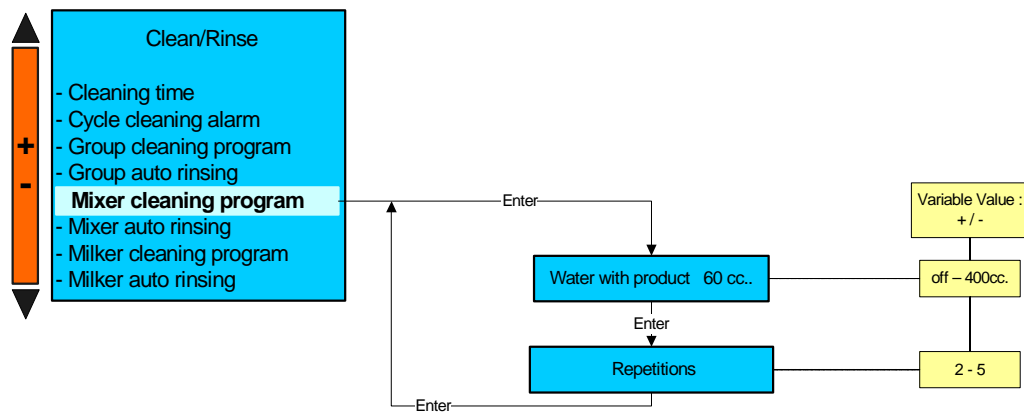 Clean/Rinse
- Cleaning time
- Cycle cleaning alarm
- Group cleaning program
- Group auto rinsing
Mixer cleaning program
- Mixer auto rinsing
- Milker cleaning program
- Milker auto rinsing
+
-
Enter
Water with product 60 cc..
Enter
Repetitions
Enter
Variable Value :
+ / -
off – 400cc.
2 - 5